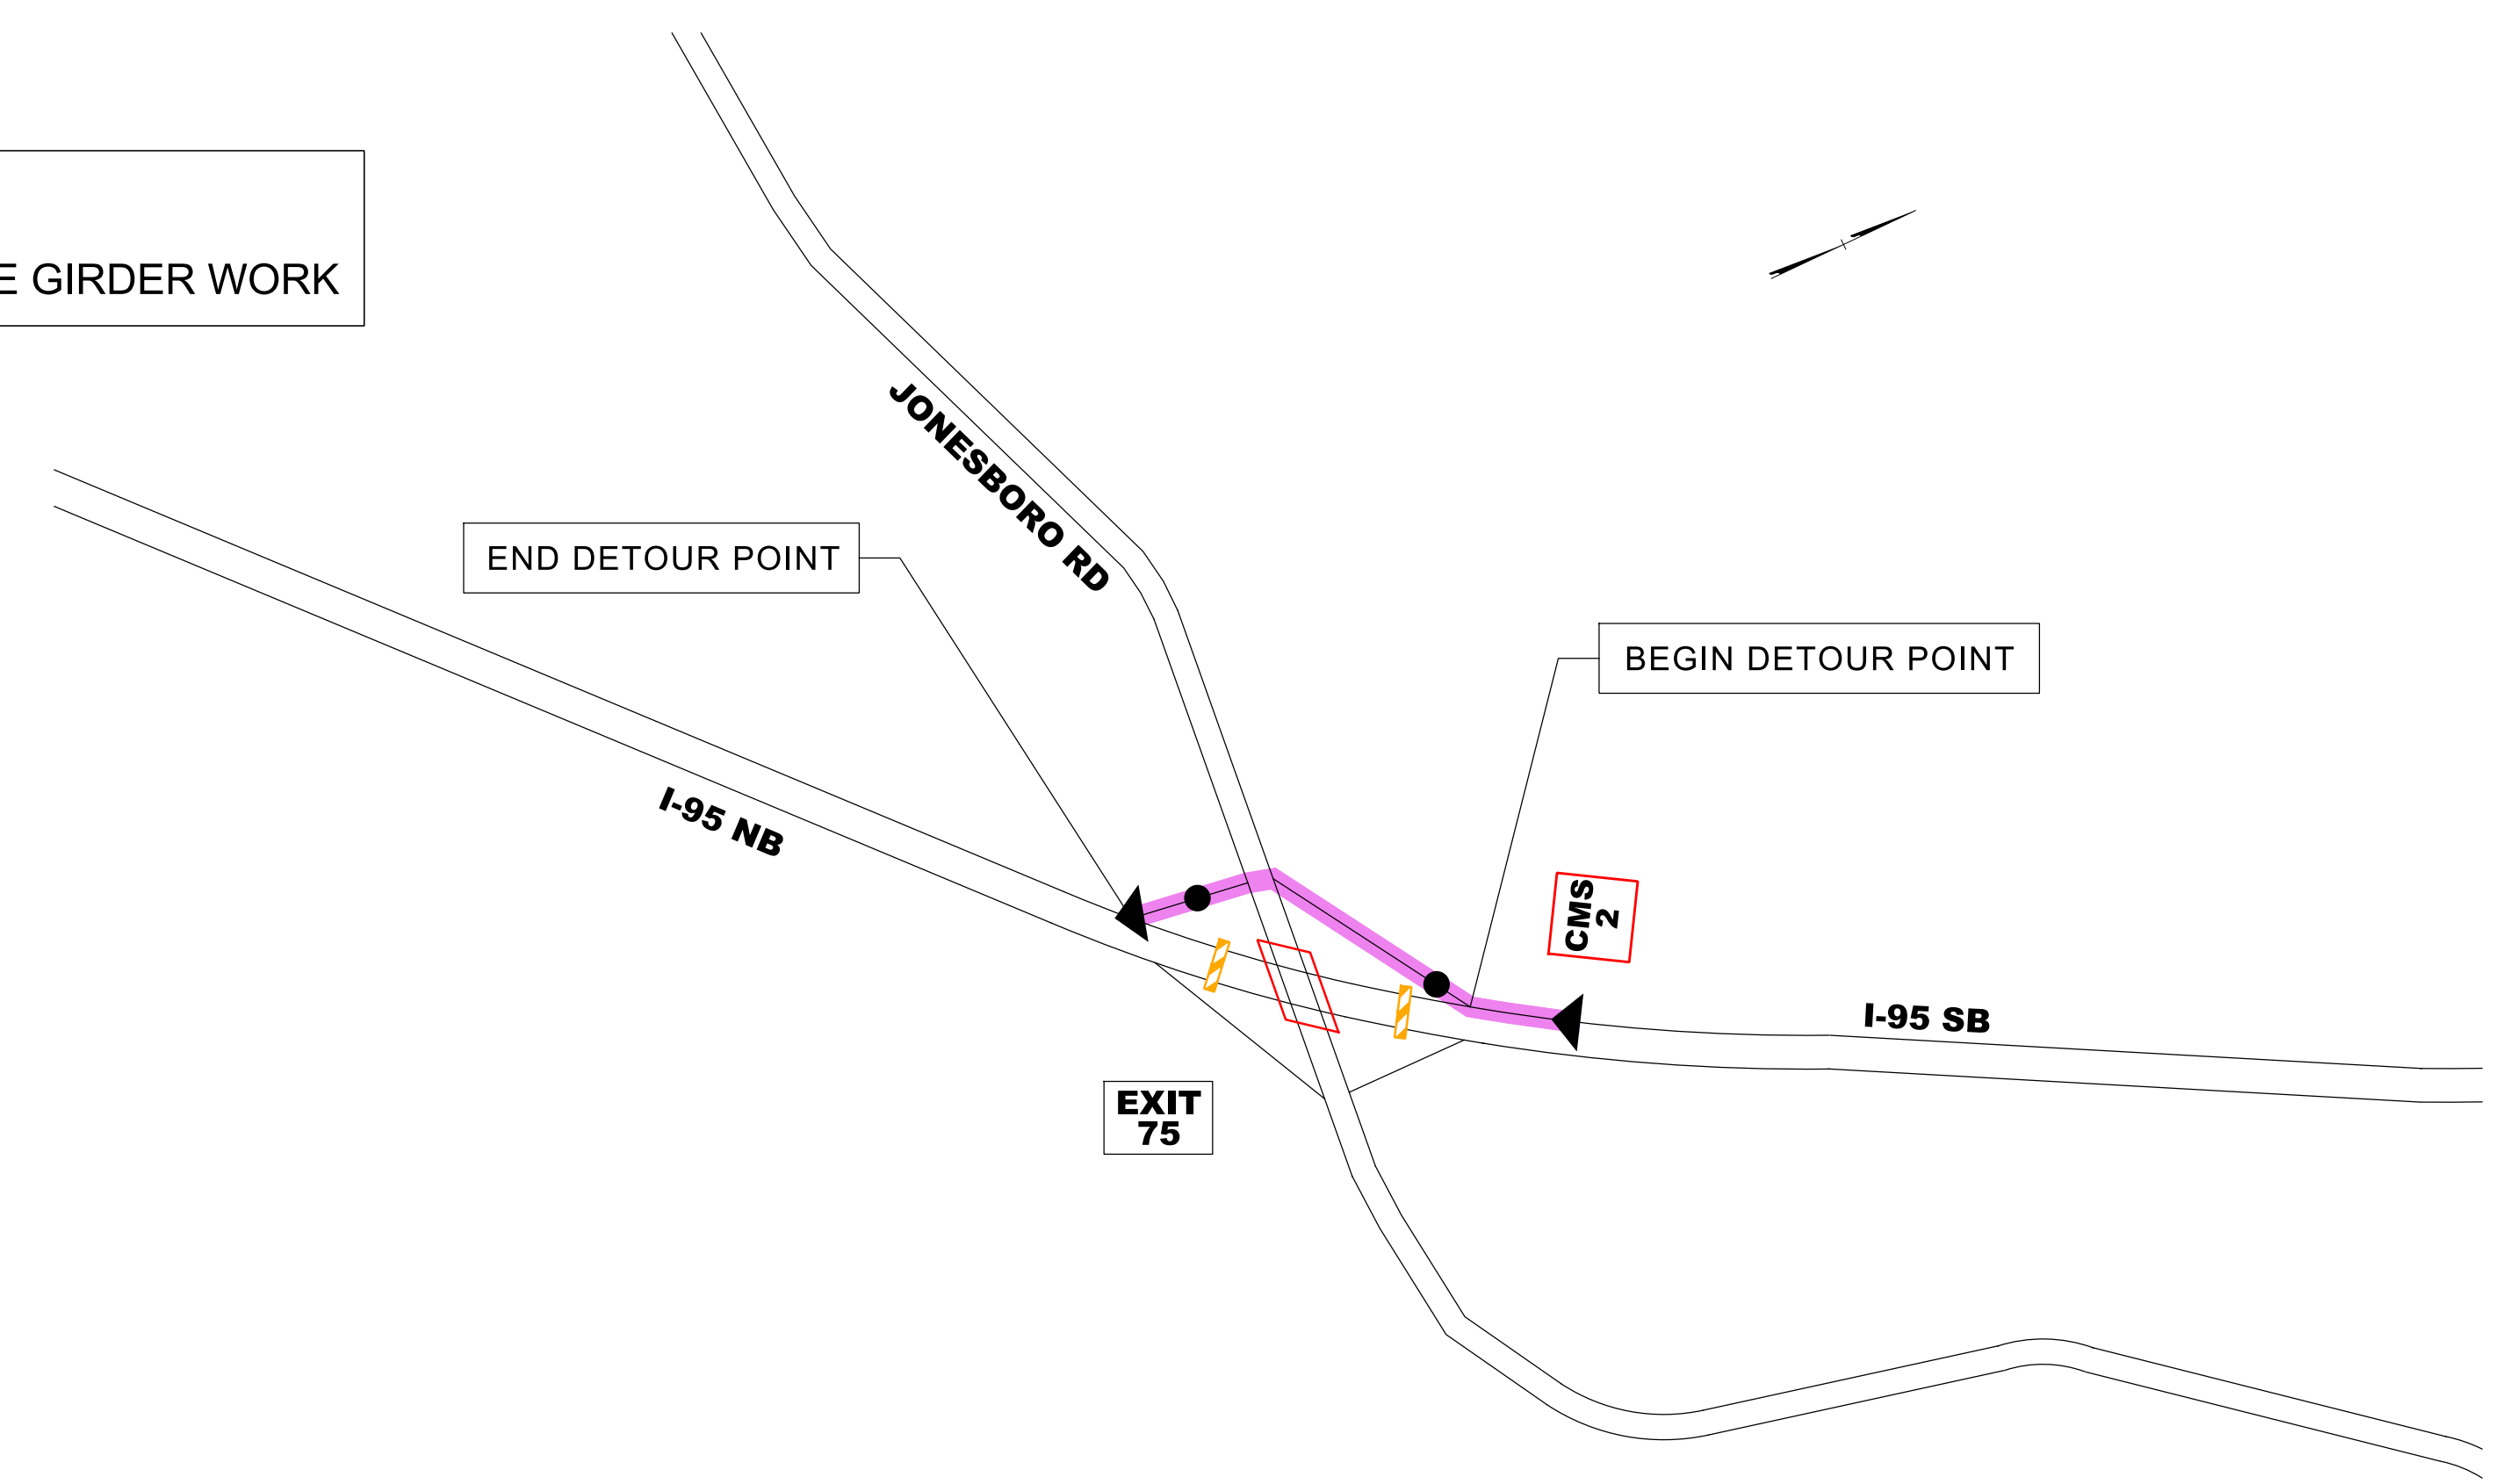 E GIRDER WORK
JONESBORO RD
END DETOUR POINT
BEGIN DETOUR POINT
I-95 NB
CMS
2
I-95 SB
EXIT
75